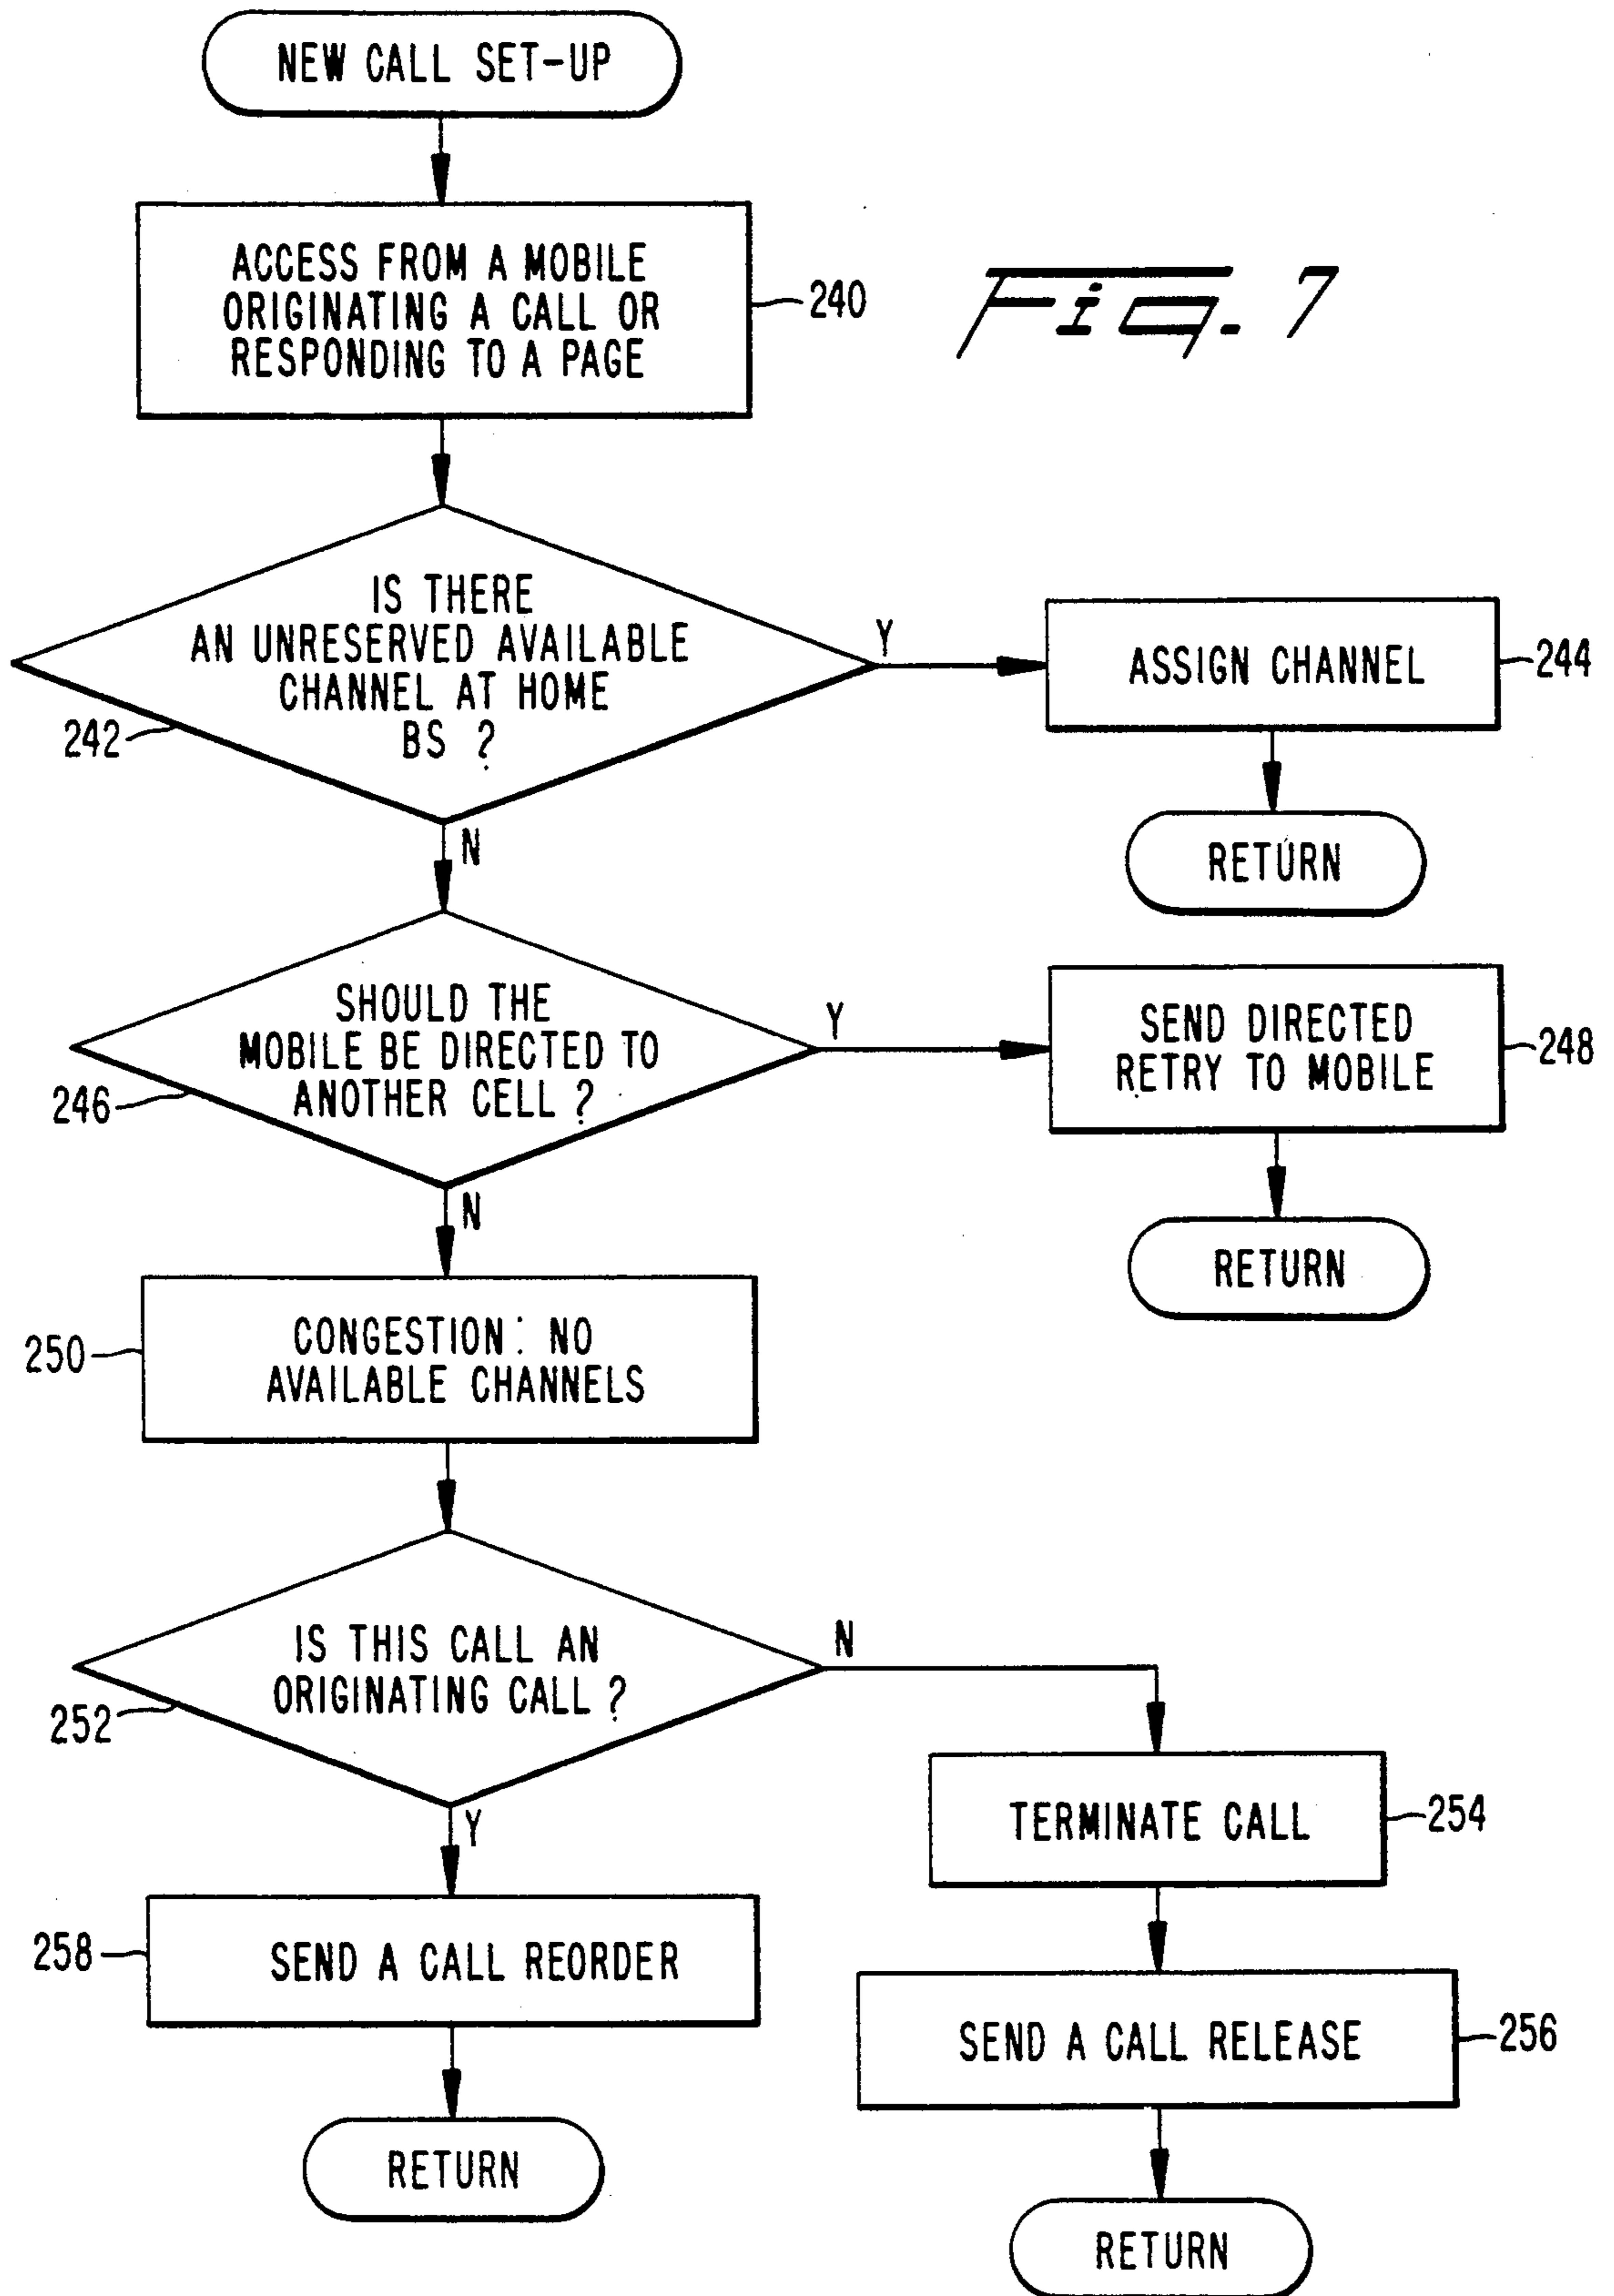 NEW CALL SET-UP
ACCESS FROM A MOBILE
ORIGINATING A CALL OR
RESPONDING TO A PAGE
240
Fig. 7
IS THERE
AN UNRESERVED AVAILABLE
CHANNEL AT HOME
BS ?
242
Y
ASSIGN CHANNEL
244
RETURN
N
SHOULD THE
MOBILE BE DIRECTED TO
ANOTHER CELL ?
246
Y
SEND DIRECTED
RETRY TO MOBILE
248
RETURN
N
CONGESTION: NO
AVAILABLE CHANNELS
250
IS THIS CALL AN
ORIGINATING CALL ?
252
N
TERMINATE CALL
254
Y
SEND A CALL REORDER
258
SEND A CALL RELEASE
256
RETURN
RETURN